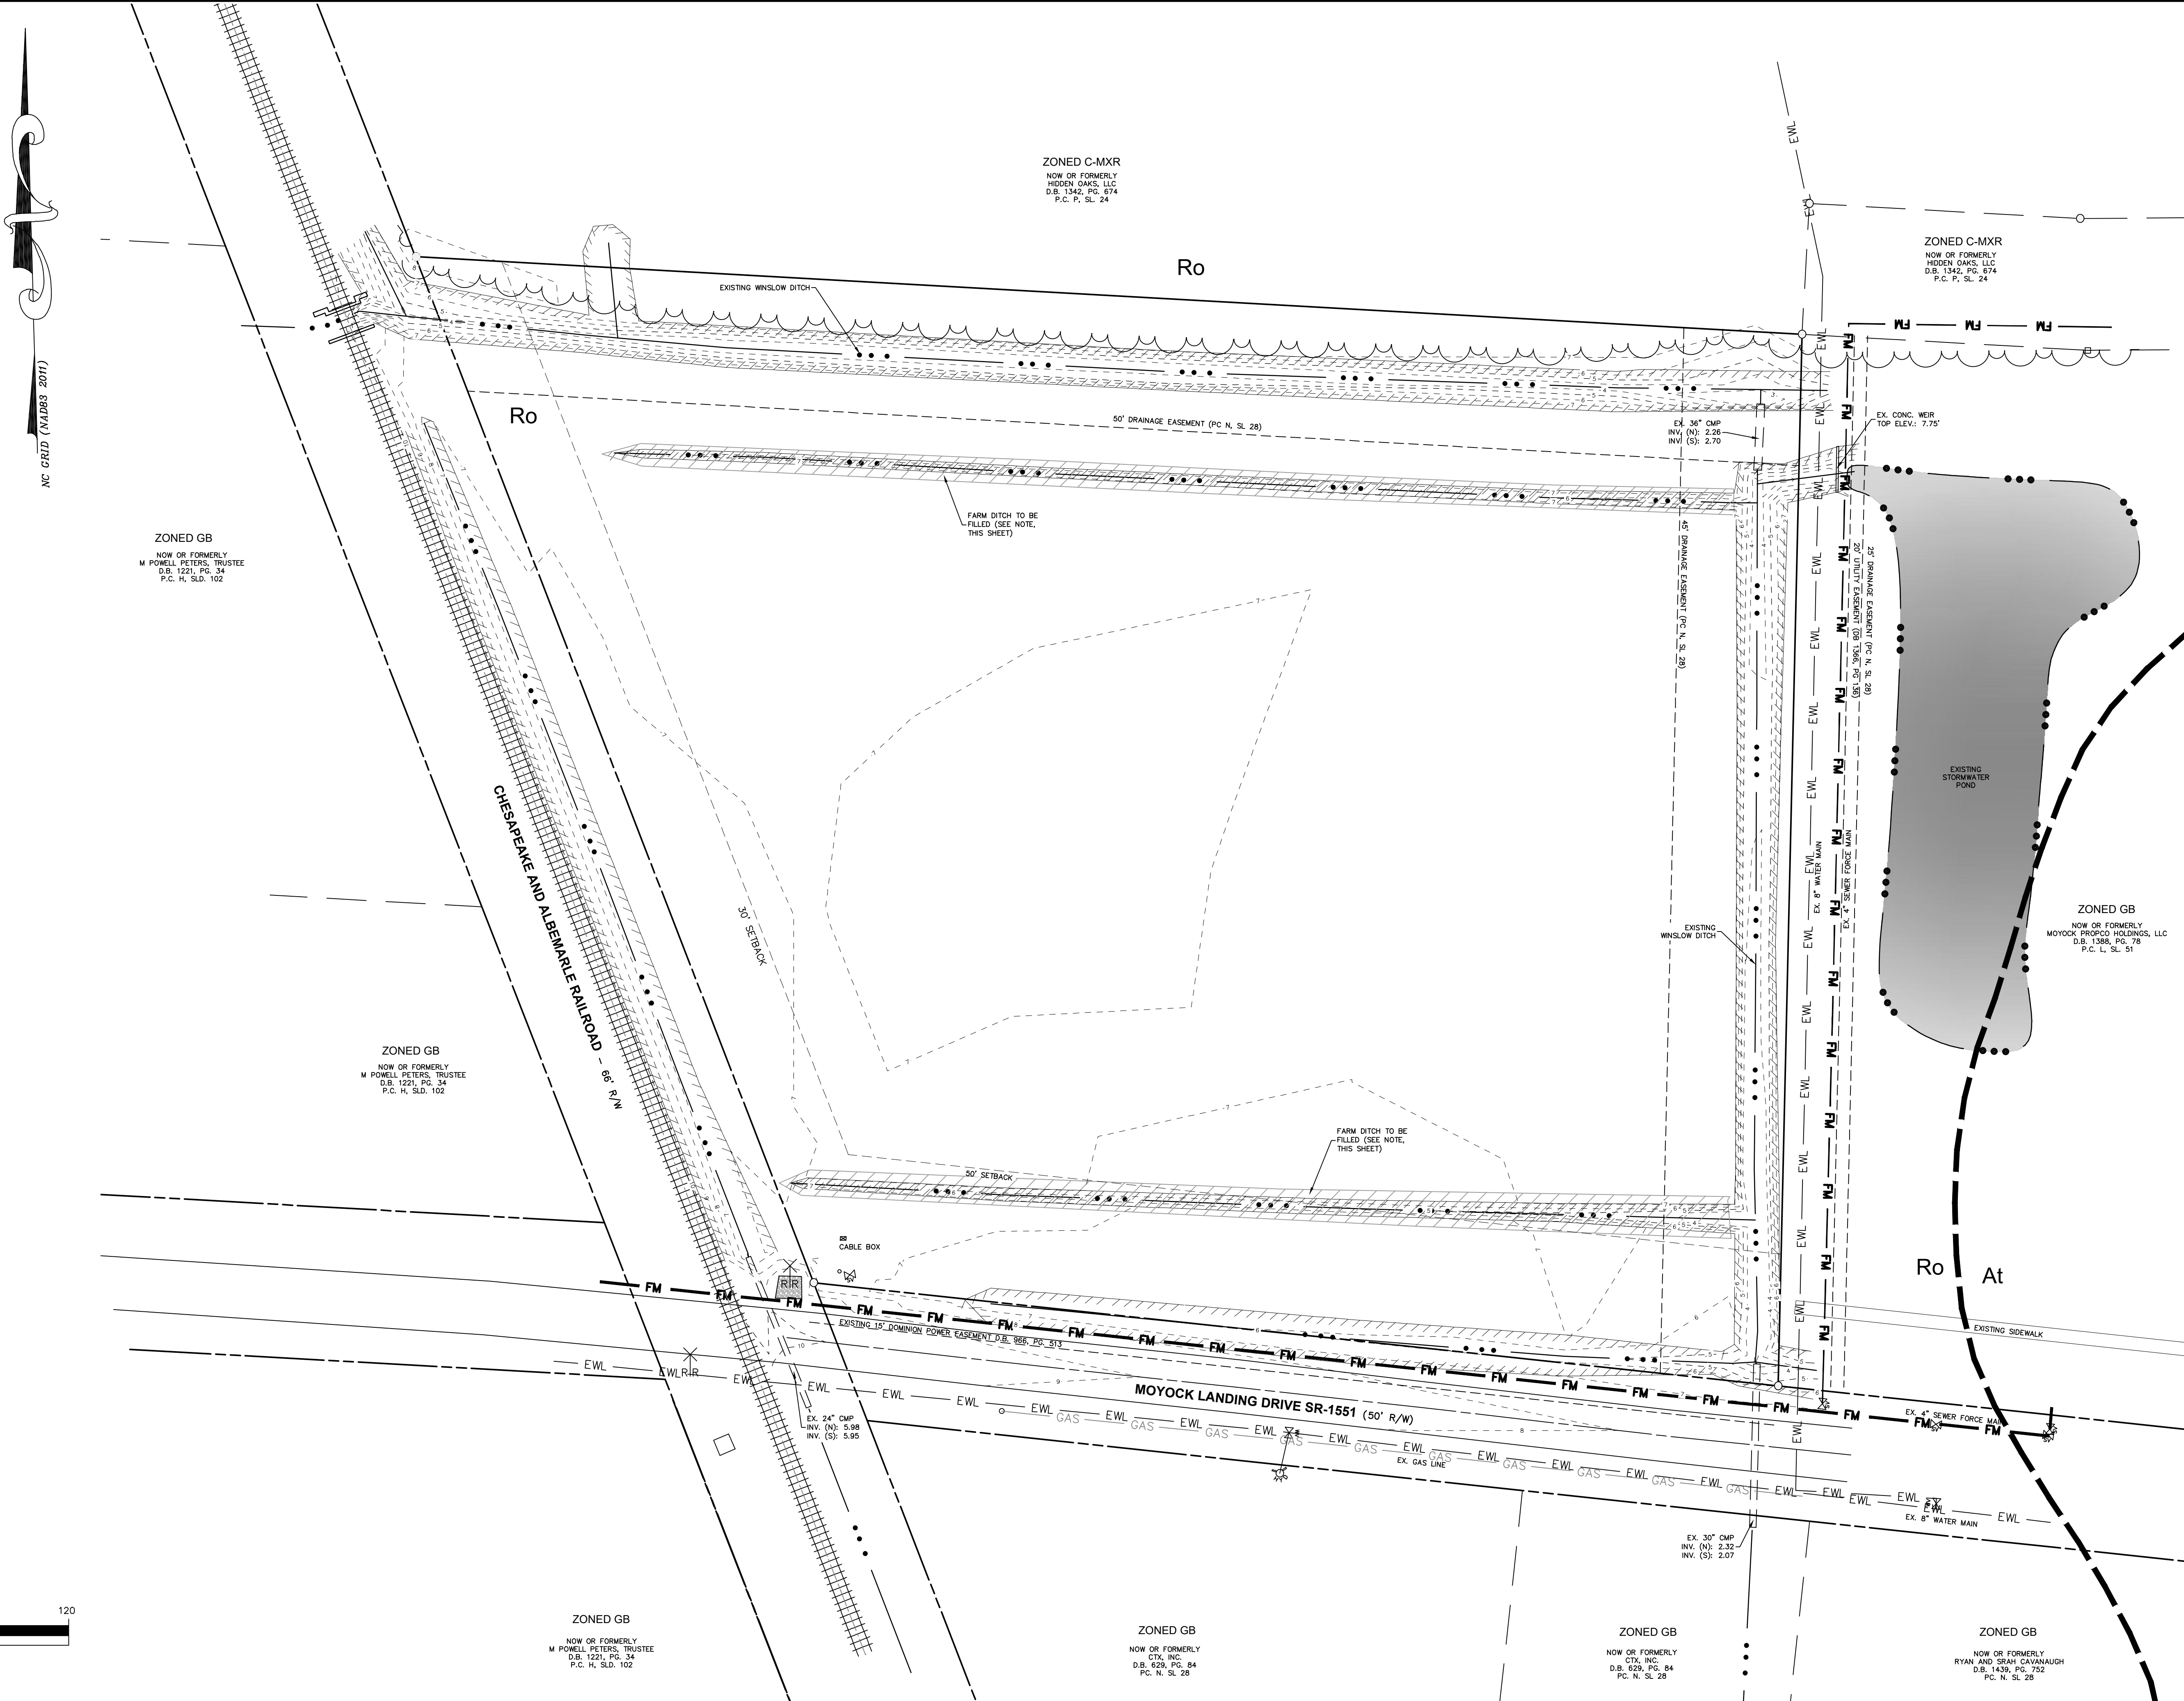 NC GRID (NAD83 2011)
ZONED C-MXR
NOW OR FORMERLY
HIDDEN OAKS, LLC
D.B. 1342, PG. 674
P.C. P, SL. 24
ZONED C-MXR
NOW OR FORMERLY
HIDDEN OAKS, LLC
D.B. 1342, PG. 674
P.C. P, SL. 24
Ro
EXISTING WINSLOW DITCH
Ro
50' DRAINAGE EASEMENT (PC N, SL 28)
EX. 36" CMP
INV. (N): 2.26
INV. (S): 2.70
EX. CONC. WEIR
TOP ELEV.: 7.75'
FARM DITCH TO BE
FILLED (SEE NOTE,
THIS SHEET)
45' DRAINAGE EASEMENT (PC N, SL 28)
20' UTILITY EASEMENT (DB 1366, PG 136)
25' DRAINAGE EASEMENT (PC N, SL 28)
ZONED GB
NOW OR FORMERLY
M POWELL PETERS, TRUSTEE
D.B. 1221, PG. 34
P.C. H, SLD. 102
EXISTING
STORMWATER
POND
CHESAPEAKE AND ALBEMARLE RAILROAD - 66' R/W
30' SETBACK
EX. 8" WATER MAIN
EX. 4" SEWER FORCE MAIN
EXISTING
WINSLOW DITCH
ZONED GB
NOW OR FORMERLY
MOYOCK PROPCO HOLDINGS, LLC
D.B. 1388, PG. 78
P.C. L, SL. 51
ZONED GB
NOW OR FORMERLY
M POWELL PETERS, TRUSTEE
D.B. 1221, PG. 34
P.C. H, SLD. 102
FARM DITCH TO BE
FILLED (SEE NOTE,
THIS SHEET)
50' SETBACK
CABLE BOX
Ro
At
EXISTING SIDEWALK
EXISTING 15' DOMINION POWER EASEMENT D.B. 966, PG. 513
MOYOCK LANDING DRIVE SR-1551 (50' R/W)
EX. 24" CMP
INV. (N): 5.98
INV. (S): 5.95
EX. 4" SEWER FORCE MAIN
EX. GAS LINE
EX. 8" WATER MAIN
EX. 30" CMP
INV. (N): 2.32
INV. (S): 2.07
120
ZONED GB
NOW OR FORMERLY
M POWELL PETERS, TRUSTEE
D.B. 1221, PG. 34
P.C. H, SLD. 102
ZONED GB
NOW OR FORMERLY
CTX, INC.
D.B. 629, PG. 84
PC. N. SL 28
ZONED GB
NOW OR FORMERLY
CTX, INC.
D.B. 629, PG. 84
PC. N. SL 28
ZONED GB
NOW OR FORMERLY
RYAN AND SRAH CAVANAUGH
D.B. 1439, PG. 752
PC. N. SL 28